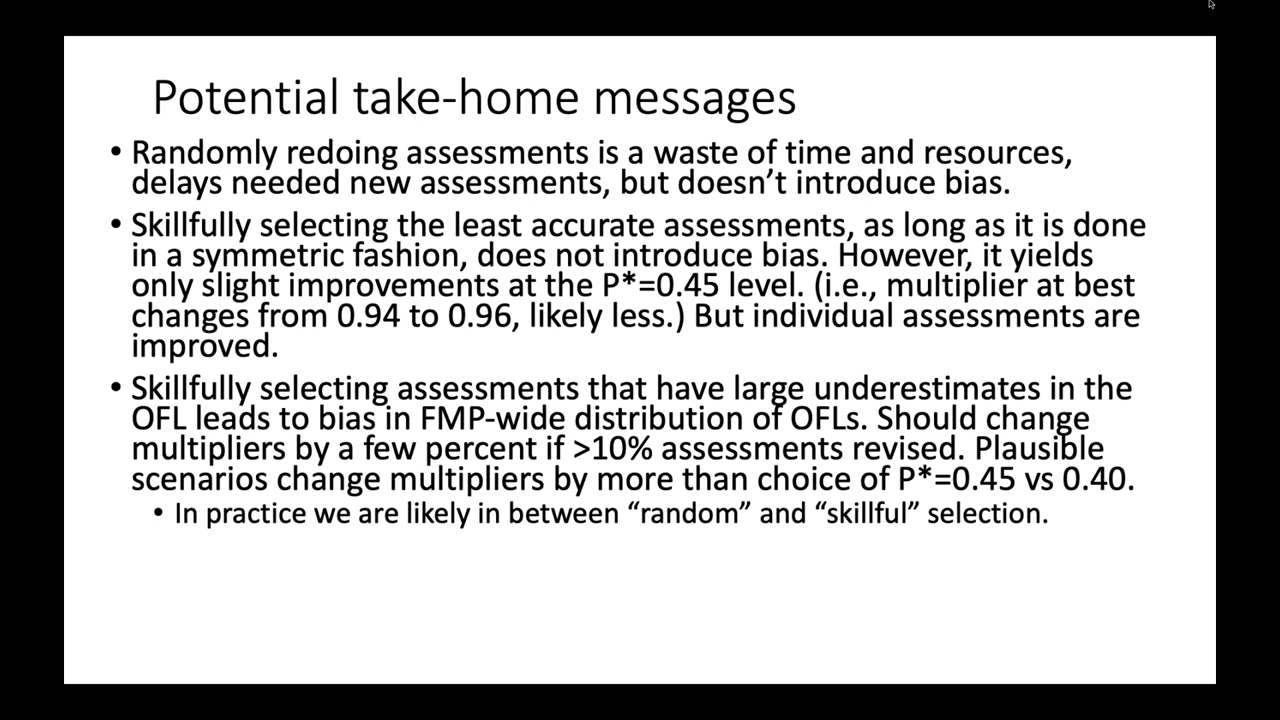 Potential take-home messages
• Randomly redoing assessments is a waste of time and resources,
delays needed new assessments, but doesn’t introduce bias.
• Skillfully selecting the least accurate assessments, as long as it is done
in a symmetric fashion, does not introduce bias. However, it yields
only slight improvements at the P*=0.45 level. (i.e., multiplier at best
changes from 0.94 to 0.96, likely less.) But individual assessments are
improved.
• Skillfully selecting assessments that have large underestimates in the
OFL leads to bias in FMP-wide distribution of OFLs. Should change
multipliers by a few percent if >10% assessments revised. Plausible
scenarios change multipliers by more than choice of P*=0.45 vs 0.40.
• In practice we are likely in between “random” and “skillful” selection.